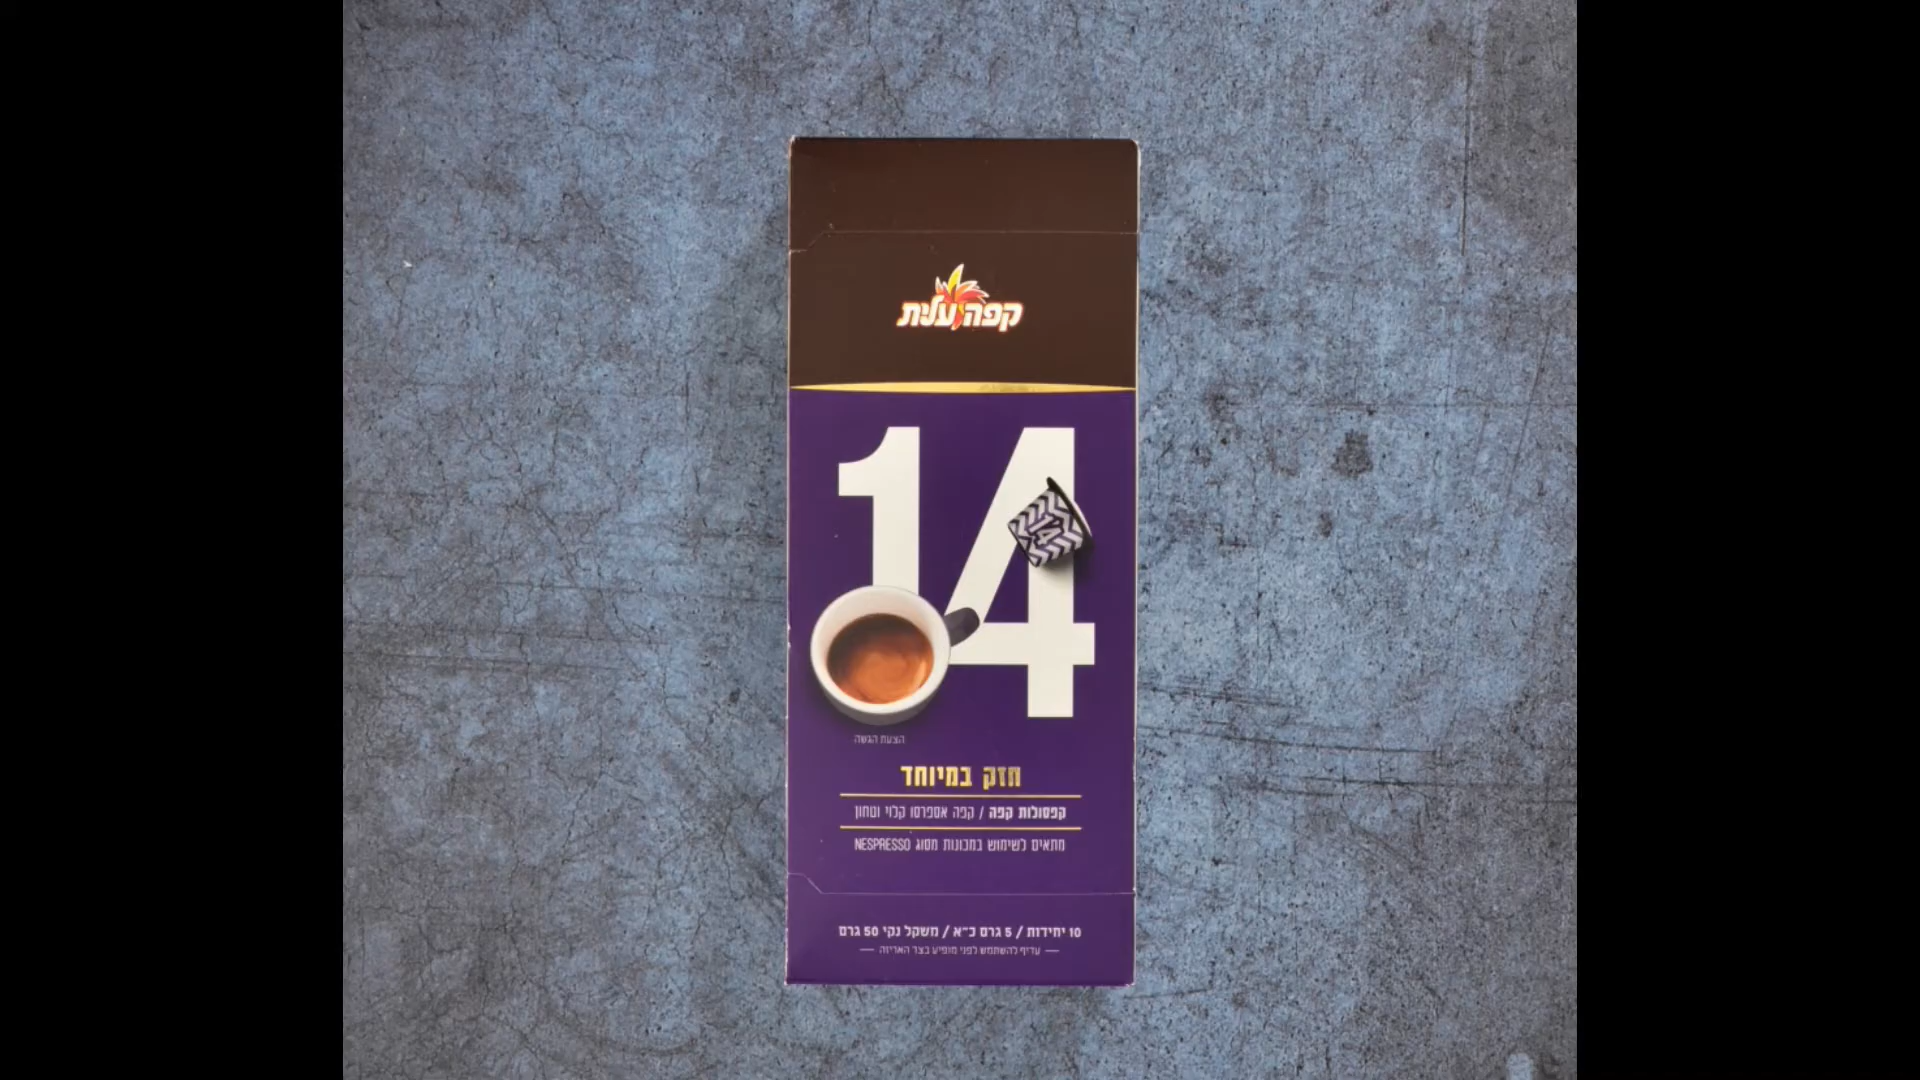 קפה עלית
14
14
הצעת הגשה
חזק במיוחד
קפסולות קפה / קפה אספרסו קלוי וטחון
מתאים לשימוש במכונות מסוג NESPRESSO
10 יחידות / 5 גרם כ״א / משקל נקי 50 גרם
עדיף להשתמש לפני: מופיע בצד האריזה